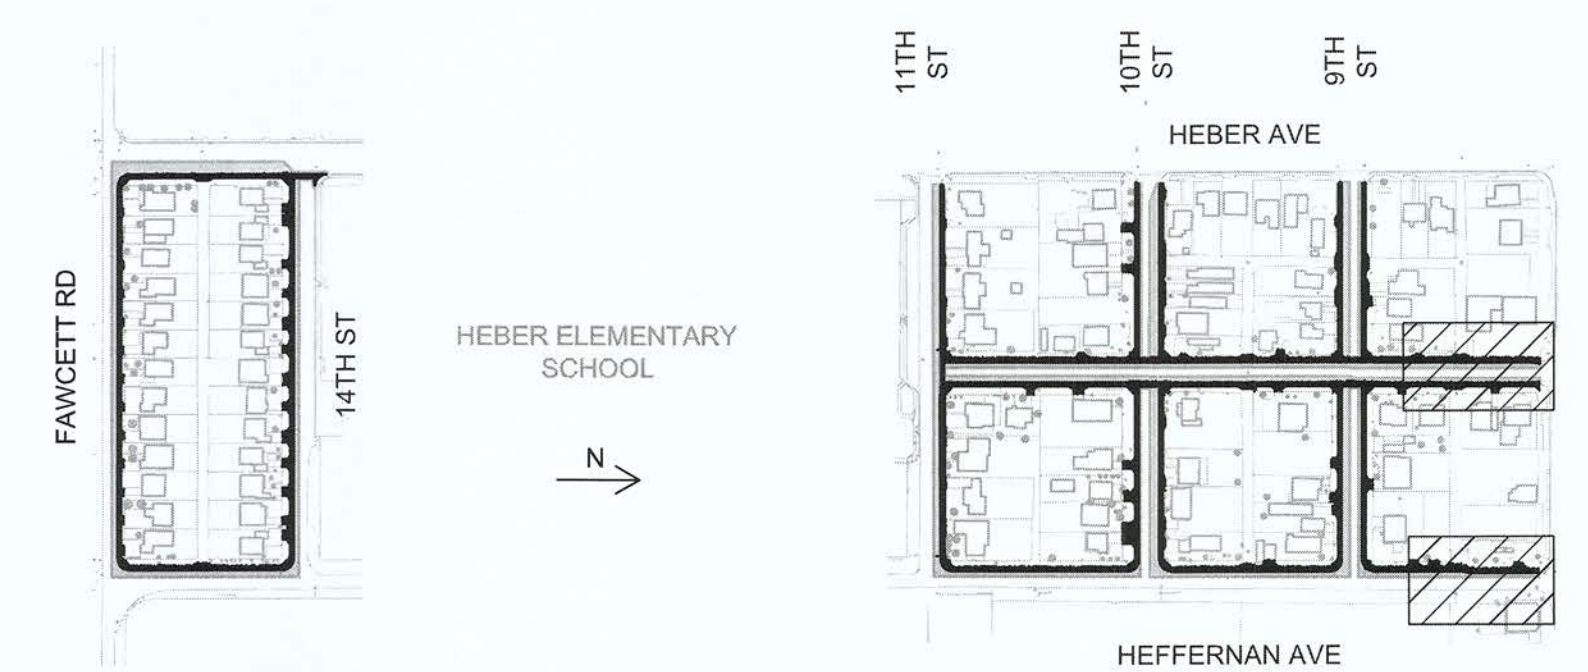 11TH
ST
10TH
ST
9TH
ST
HEBER AVE
FAWCETT RD
14TH ST
HEBER ELEMENTARY
SCHOOL
N
HEFFERNAN AVE